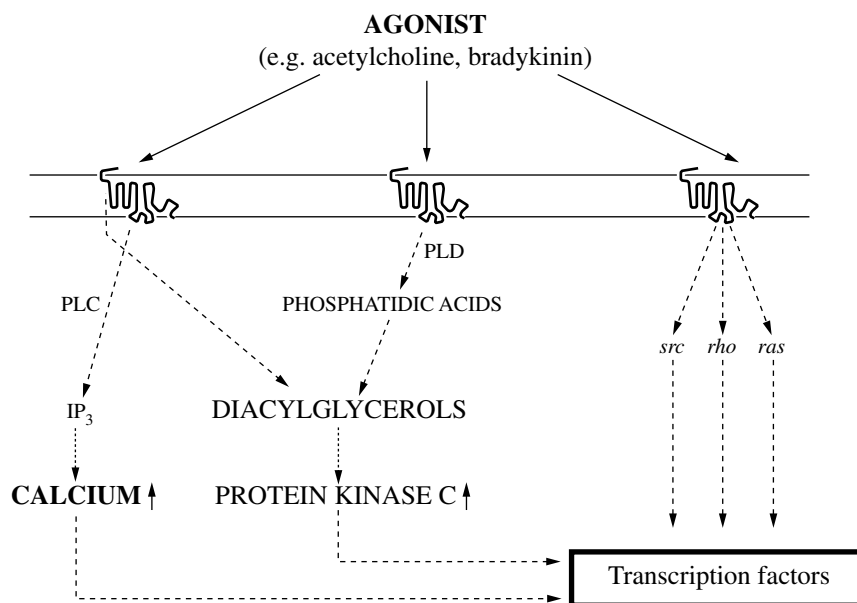 AGONIST
(e.g. acetylcholine, bradykinin)
PLD
PLC
PHOSPHATIDIC ACIDS
src rho ras
IP3
DIACYLGLYCEROLS
CALCIUM
PROTEIN KINASE C
Transcription factors